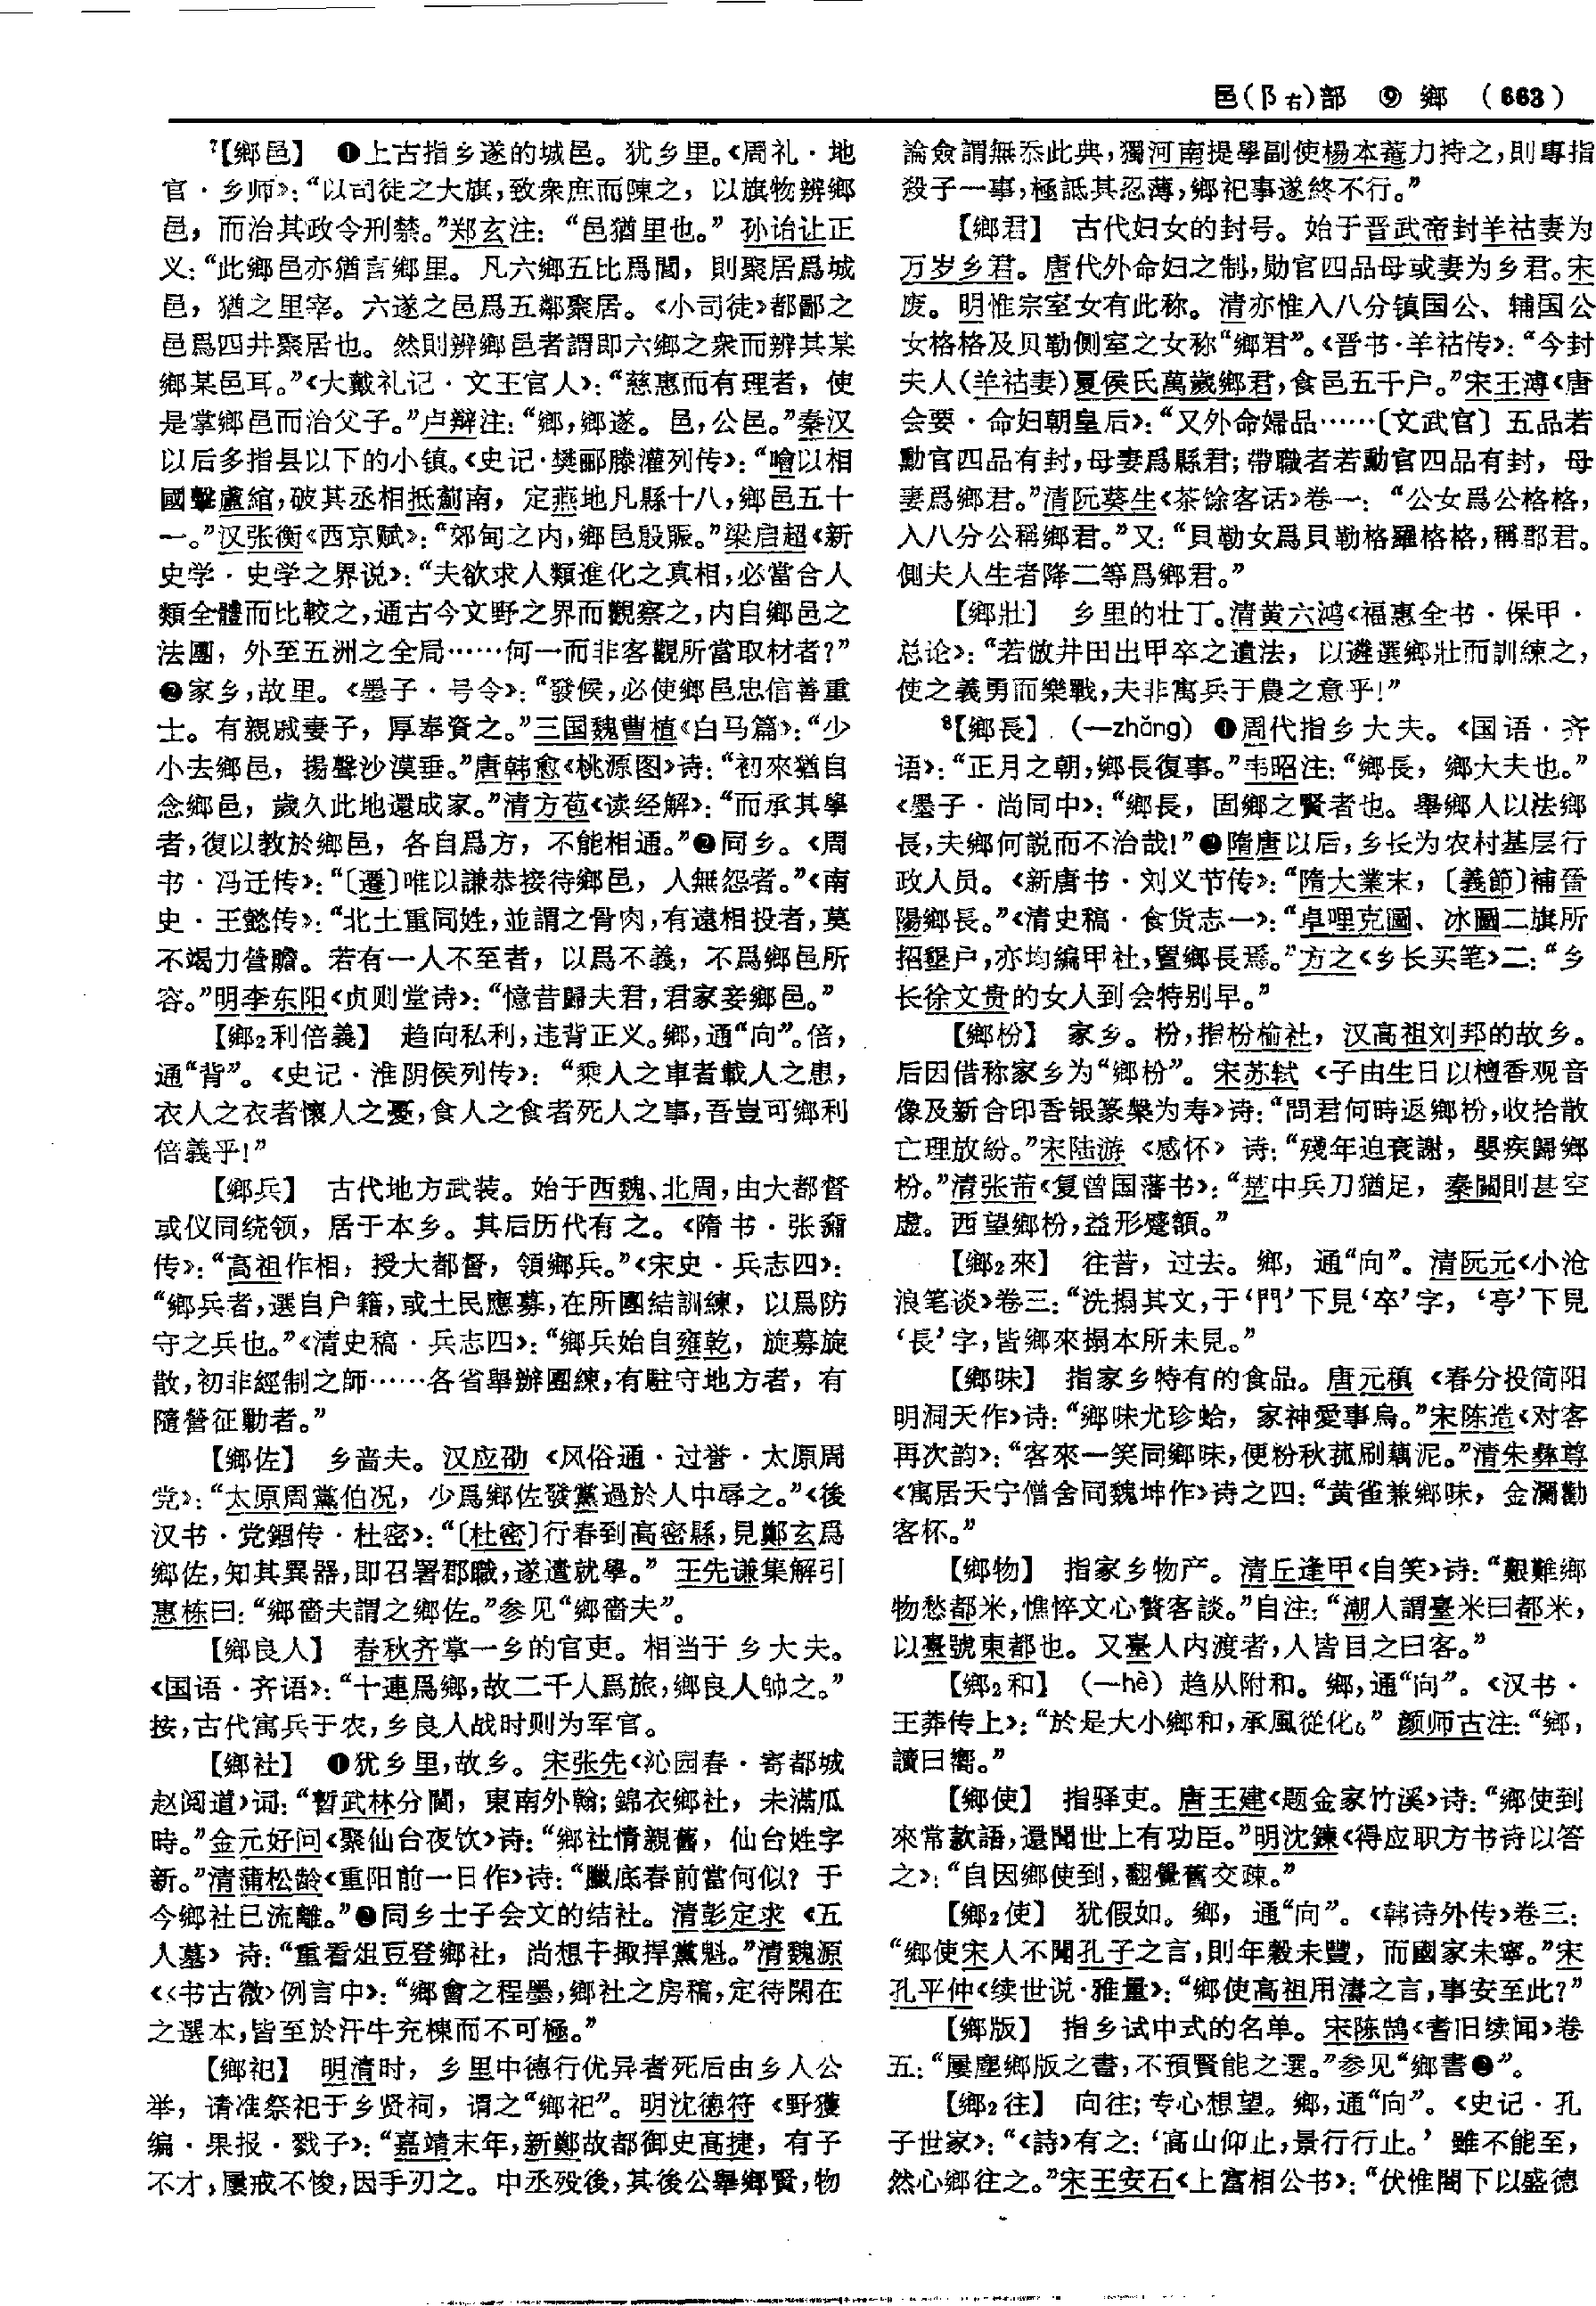 邑(阝右)部 ⑨ 鄉 (663)
⁷【鄉邑】 ❶上古指乡遂的城邑。犹乡里。《周礼·地
官·乡师》：“以司徒之大旗，致衆庶而陳之，以旗物辨鄉
邑，而治其政令刑禁。”郑玄注：“邑猶里也。”孙诒让正
义：“此鄉邑亦猶言鄉里。凡六鄉五比爲閭，則聚居爲城
邑，猶之里宰。六遂之邑爲五鄰聚居。《小司徒》都鄙之
邑爲四井聚居也。然則辨鄉邑者謂即六鄉之衆而辨其某
鄉某邑耳。”《大戴礼记·文王官人》：“慈惠而有理者，使
是掌鄉邑而治父子。”卢辩注：“鄉，鄉遂。邑，公邑。”秦汉
以后多指县以下的小镇。《史记·樊郦滕灌列传》：“噲以相
國擊盧綰，破其丞相抵薊南，定燕地凡縣十八，鄉邑五十
一。”汉张衡《西京赋》：“郊甸之内，鄉邑殷賑。”梁启超《新
史学·史学之界说》：“夫欲求人類進化之真相，必當合人
類全體而比較之，通古今文野之界而觀察之，内自鄉邑之
法團，外至五洲之全局……何一而非客觀所當取材者？”
❷家乡，故里。《墨子·号令》：“發候，必使鄉邑忠信善重
士。有親戚妻子，厚奉資之。”三国魏曹植《白马篇》：“少
小去鄉邑，揚聲沙漠垂。”唐韩愈《桃源图》诗：“初來猶自
念鄉邑，歲久此地還成家。”清方苞《读经解》：“而承其學
者，復以教於鄉邑，各自爲方，不能相通。”❷同乡。《周
书·冯迁传》：“〔遷〕唯以謙恭接待鄉邑，人無怨者。”《南
史·王懿传》：“北土重同姓，並謂之骨肉，有遠相投者，莫
不竭力營贍。若有一人不至者，以爲不義，不爲鄉邑所
容。”明李东阳《贞则堂诗》：“憶昔歸夫君，君家妾鄉邑。”
【鄉₂利倍義】 趋向私利，违背正义。鄉，通“向”。倍，
通“背”。《史记·淮阴侯列传》：“乘人之車者載人之患，
衣人之衣者懷人之憂，食人之食者死人之事，吾豈可鄉利
倍義乎！”
【鄉兵】 古代地方武装。始于西魏、北周，由大都督
或仪同统领，居于本乡。其后历代有之。《隋书·张奫
传》：“高祖作相，授大都督，領鄉兵。”《宋史·兵志四》：
“鄉兵者，選自户籍，或土民應募，在所團結訓練，以爲防
守之兵也。”《清史稿·兵志四》：“鄉兵始自雍乾，旋募旋
散，初非經制之師……各省舉辦團練，有駐守地方者，有
隨營征勦者。”
【鄉佐】 乡啬夫。汉应劭《风俗通·过誉·太原周
党》：“太原周黨伯况，少爲鄉佐發黨過於人中辱之。”《後
汉书·党锢传·杜密》：“〔杜密〕行春到高密縣，見鄭玄爲
鄉佐，知其異器，即召署郡職，遂遣就學。”王先谦集解引
惠栋曰：“鄉嗇夫謂之鄉佐。”参见“鄉嗇夫”。
【鄉良人】 春秋齐掌一乡的官吏。相当于乡大夫。
《国语·齐语》：“十連爲鄉，故二千人爲旅，鄉良人帥之。”
按，古代寓兵于农，乡良人战时则为军官。
【鄉社】 ❶犹乡里，故乡。宋张先《沁园春·寄都城
赵阅道》词：“暫武林分閫，東南外翰；錦衣鄉社，未滿瓜
時。”金元好问《聚仙台夜饮》诗：“鄉社情親舊，仙台姓字
新。”清蒲松龄《重阳前一日作》诗：“臘底春前當何似？于
今鄉社已流離。”❷同乡士子会文的结社。清彭定求《五
人墓》诗：“重看俎豆登鄉社，尚想干掫捍黨魁。”清魏源
《〈书古微〉例言中》：“鄉會之程墨，鄉社之房稿，定待閑在
之選本，皆至於汗牛充棟而不可極。”
【鄉祀】 明清时，乡里中德行优异者死后由乡人公
举，请准祭祀于乡贤祠，谓之“鄉祀”。明沈德符《野獲
编·果报·戮子》：“嘉靖末年，新鄭故都御史高捷，有子
不才，屢戒不悛，因手刃之。中丞殁後，其後公舉鄉賢，物
論僉謂無忝此典，獨河南提學副使楊本菴力持之，則專指
殺子一事，極詆其忍薄，鄉祀事遂終不行。”
【鄉君】 古代妇女的封号。始于晋武帝封羊祜妻为
万岁乡君。唐代外命妇之制，勋官四品母或妻为乡君。宋
废。明惟宗室女有此称。清亦惟入八分镇国公、辅国公
女格格及贝勒侧室之女称“鄉君”。《晋书·羊祜传》：“今封
夫人（羊祜妻）夏侯氏萬歲鄉君，食邑五千户。”宋王溥《唐
会要·命妇朝皇后》：“又外命婦品……〔文武官〕五品若
勳官四品有封，母妻爲縣君；帶職者若勳官四品有封，母
妻爲鄉君。”清阮葵生《茶馀客话》卷一：“公女爲公格格，
入八分公稱鄉君。”又：“貝勒女爲貝勒格羅格格，稱郡君。
側夫人生者降二等爲鄉君。”
【鄉壯】 乡里的壮丁。清黄六鸿《福惠全书·保甲·
总论》：“若倣井田出甲卒之遺法，以遴選鄉壯而訓練之，
使之義勇而樂戰，夫非寓兵于農之意乎！”
⁸【鄉長】 （—zhǎng） ❶周代指乡大夫。《国语·齐
语》：“正月之朝，鄉長復事。”韦昭注：“鄉長，鄉大夫也。”
《墨子·尚同中》：“鄉長，固鄉之賢者也。舉鄉人以法鄉
長，夫鄉何説而不治哉！”❷隋唐以后，乡长为农村基层行
政人员。《新唐书·刘义节传》：“隋大業末，〔義節〕補晉
陽鄉長。”《清史稿·食货志一》：“卓哩克圖、冰圖二旗所
招墾户，亦均編甲社，置鄉長焉。”方之《乡长买笔》二：“乡
长徐文贵的女人到会特别早。”
【鄉枌】 家乡。枌，指枌榆社，汉高祖刘邦的故乡。
后因借称家乡为“鄉枌”。宋苏轼《子由生日以檀香观音
像及新合印香银篆槃为寿》诗：“問君何時返鄉枌，收拾散
亡理放紛。”宋陆游《感怀》诗：“殘年迫衰謝，嬰疾歸鄉
枌。”清张芾《复曾国藩书》：“楚中兵刀猶足，秦關則甚空
虚。西望鄉枌，益形蹙額。”
【鄉₂來】 往昔，过去。鄉，通“向”。清阮元《小沧
浪笔谈》卷三：“洗搨其文，于‘門’下見‘卒’字，‘亭’下見
‘長’字，皆鄉來搨本所未見。”
【鄉味】 指家乡特有的食品。唐元稹《春分投简阳
明洞天作》诗：“鄉味尤珍蛤，家神愛事烏。”宋陈造《对客
再次韵》：“客來一笑同鄉味，便粉秋菰刷藕泥。”清朱彝尊
《寓居天宁僧舍同魏坤作》诗之四：“黄雀兼鄉味，金瀾勸
客杯。”
【鄉物】 指家乡物产。清丘逢甲《自笑》诗：“艱難鄉
物愁都米，憔悴文心贅客談。”自注：“潮人謂臺米曰都米，
以臺號東都也。又臺人内渡者，人皆目之曰客。”
【鄉₂和】 （—hè）趋从附和。鄉，通“向”。《汉书·
王莽传上》：“於是大小鄉和，承風從化。”颜师古注：“鄉，
讀曰嚮。”
【鄉使】 指驿吏。唐王建《题金家竹溪》诗：“鄉使到
來常款語，還聞世上有功臣。”明沈鍊《得应职方书诗以答
之》：“自因鄉使到，翻覺舊交疎。”
【鄉₂使】 犹假如。鄉，通“向”。《韩诗外传》卷三：
“鄉使宋人不聞孔子之言，則年穀未豐，而國家未寧。”宋
孔平仲《续世说·雅量》：“鄉使高祖用濤之言，事安至此？”
【鄉版】 指乡试中式的名单。宋陈鹄《耆旧续闻》卷
五：“屢塵鄉版之書，不預賢能之選。”参见“鄉書❷”。
【鄉₂往】 向往；专心想望。鄉，通“向”。《史记·孔
子世家》：“《詩》有之：‘高山仰止，景行行止。’雖不能至，
然心鄉往之。”宋王安石《上富相公书》：“伏惟閤下以盛德